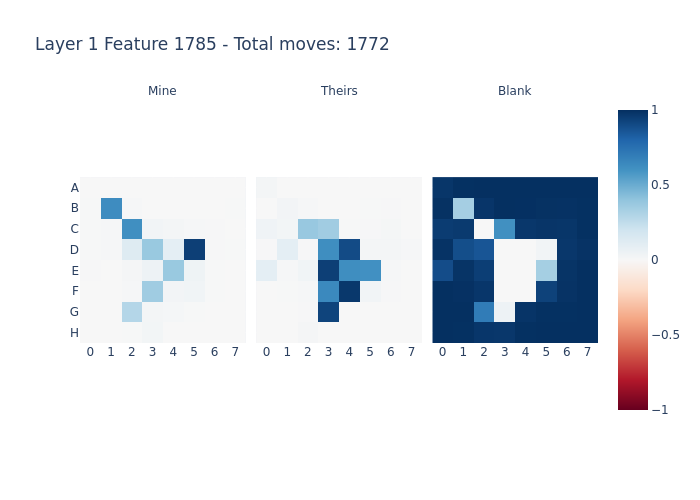 Layer 1 Feature 1785 - Total moves: 1772
Mine Theirs Blank
A
B
C
D
E
F
G
H
0 1 2 3 4 5 6 7 0 1 2 3 4 5 6 7 0 1 2 3 4 5 6 7
1
0.5
0
−0.5
−1